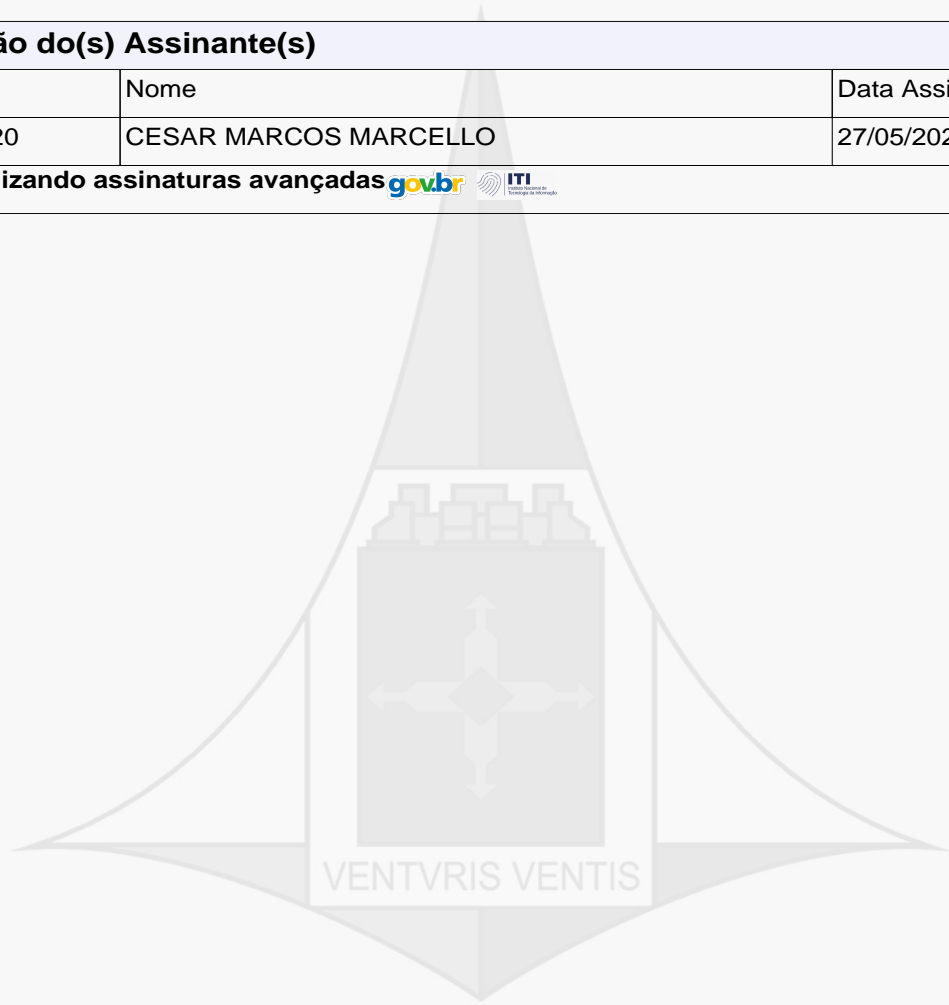 ão do(s) Assinante(s)
Nome Data Assi
20 CESAR MARCOS MARCELLO 27/05/202
izando assinaturas avançadas gov.br ITI
VENTVRIS VENTIS